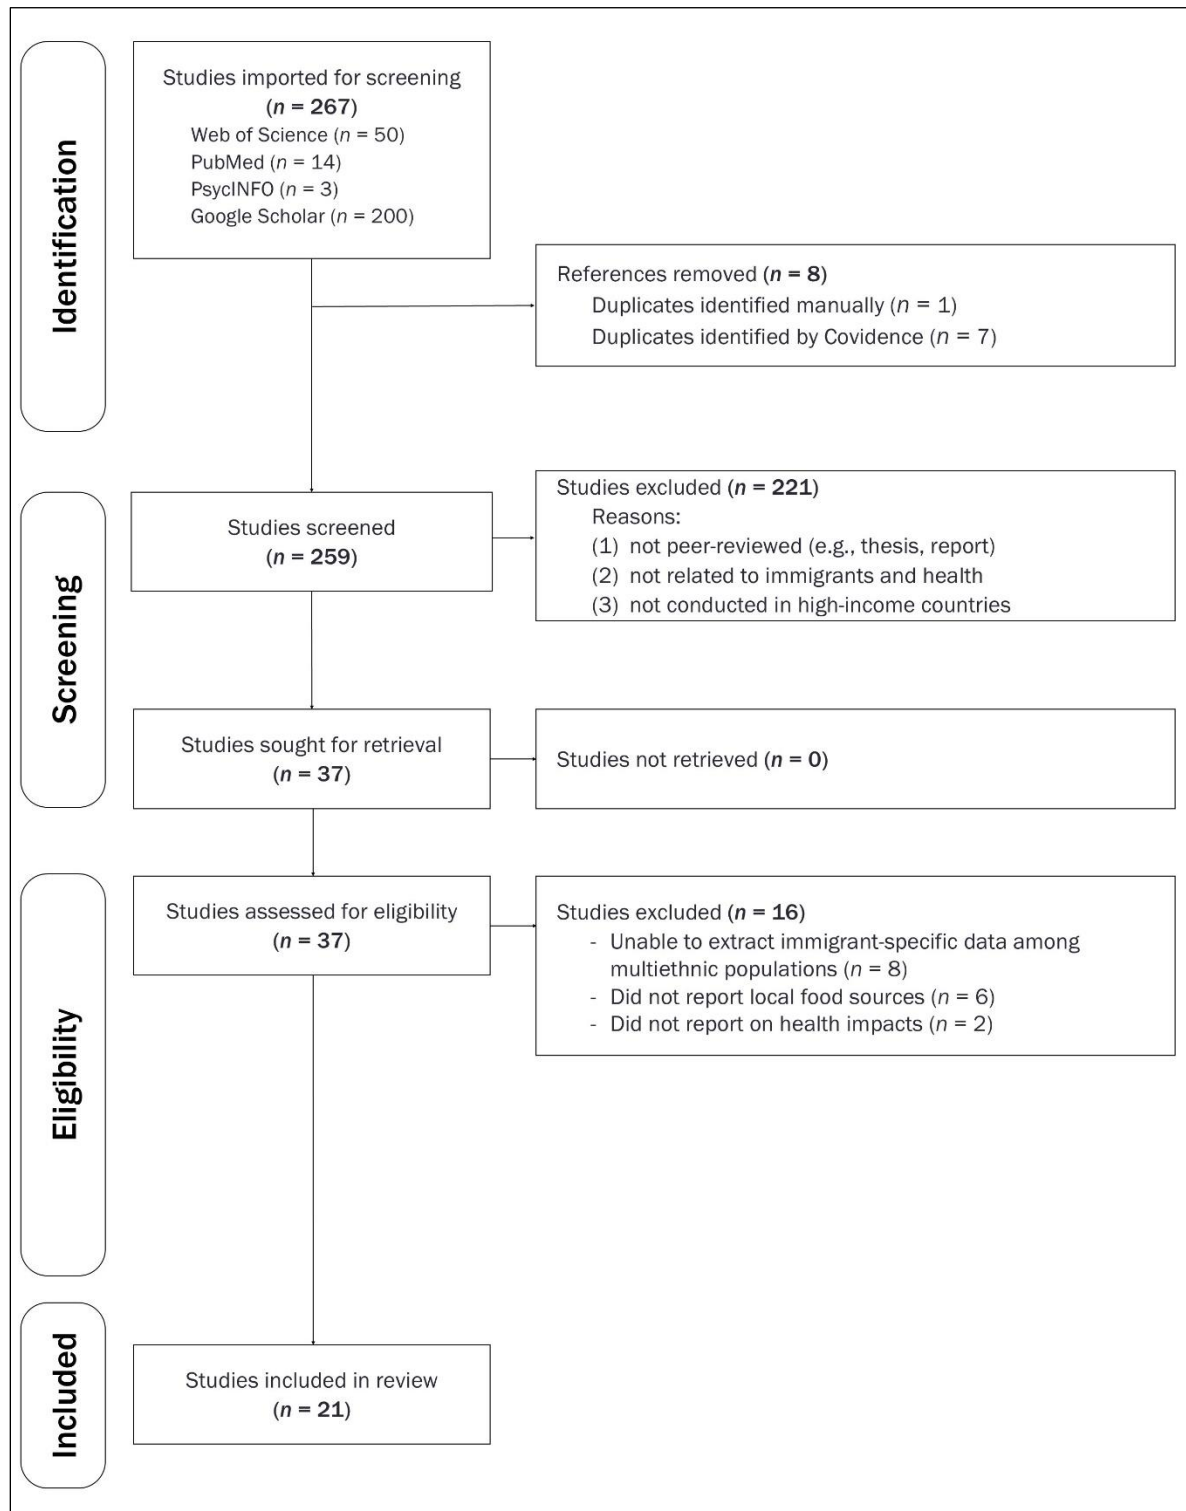 Identification
Studies imported for screening
(n = 267)
Web of Science (n = 50)
PubMed (n = 14)
PsycINFO (n = 3)
Google Scholar (n = 200)
References removed (n = 8)
Duplicates identified manually (n = 1)
Duplicates identified by Covidence (n = 7)
Screening
Studies screened
(n = 259)
Studies excluded (n = 221)
Reasons:
(1) not peer-reviewed (e.g., thesis, report)
(2) not related to immigrants and health
(3) not conducted in high-income countries
Studies sought for retrieval
(n = 37)
Studies not retrieved (n = 0)
Eligibility
Studies assessed for eligibility
(n = 37)
Studies excluded (n = 16)
- Unable to extract immigrant-specific data among
multiethnic populations (n = 8)
- Did not report local food sources (n = 6)
- Did not report on health impacts (n = 2)
Included
Studies included in review
(n = 21)